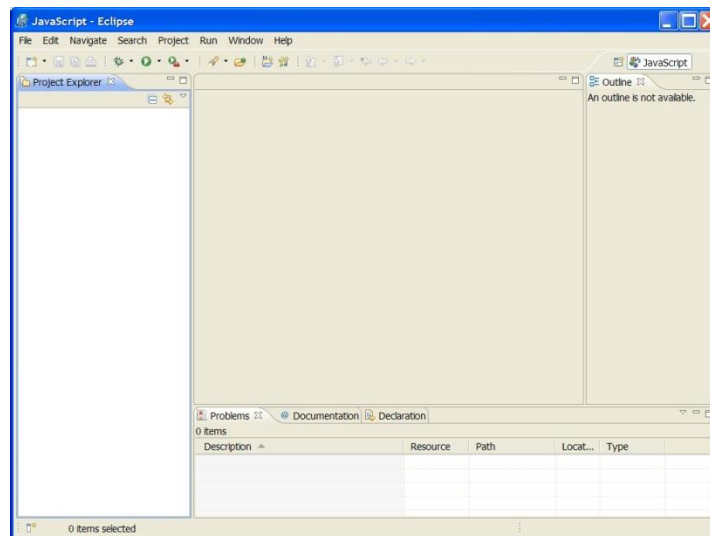 JavaScript - Eclipse
File Edit Navigate Search Project Run Window Help
JavaScript
Project Explorer
Outline
An outline is not available.
Problems @ Documentation Declaration
0 items
Description Resource Path Locat... Type
0 items selected